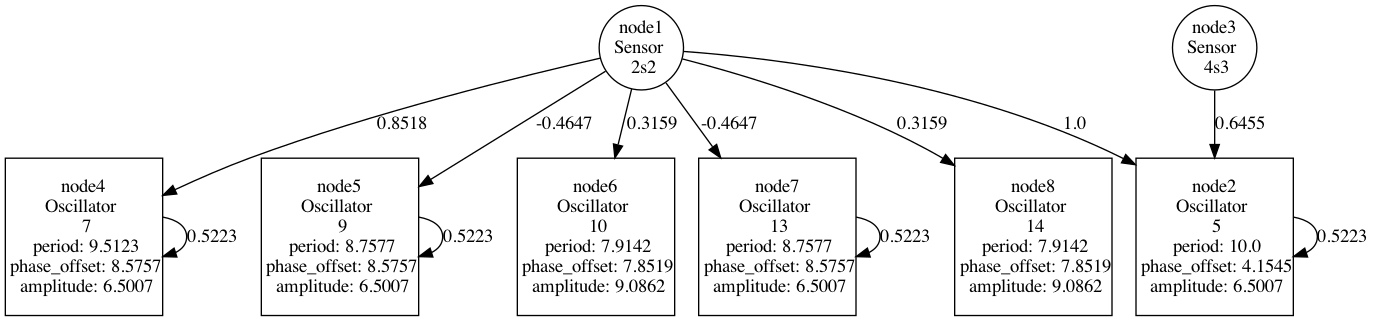 node1
Sensor
2s2
node3
Sensor
4s3
0.8518
-0.4647
0.3159
-0.4647
0.3159
1.0
0.6455
node4
Oscillator
7
period: 9.5123
phase_offset: 8.5757
amplitude: 6.5007
0.5223
node5
Oscillator
9
period: 8.7577
phase_offset: 8.5757
amplitude: 6.5007
0.5223
node6
Oscillator
10
period: 7.9142
phase_offset: 7.8519
amplitude: 9.0862
node7
Oscillator
13
period: 8.7577
phase_offset: 8.5757
amplitude: 6.5007
0.5223
node8
Oscillator
14
period: 7.9142
phase_offset: 7.8519
amplitude: 9.0862
node2
Oscillator
5
period: 10.0
phase_offset: 4.1545
amplitude: 6.5007
0.5223